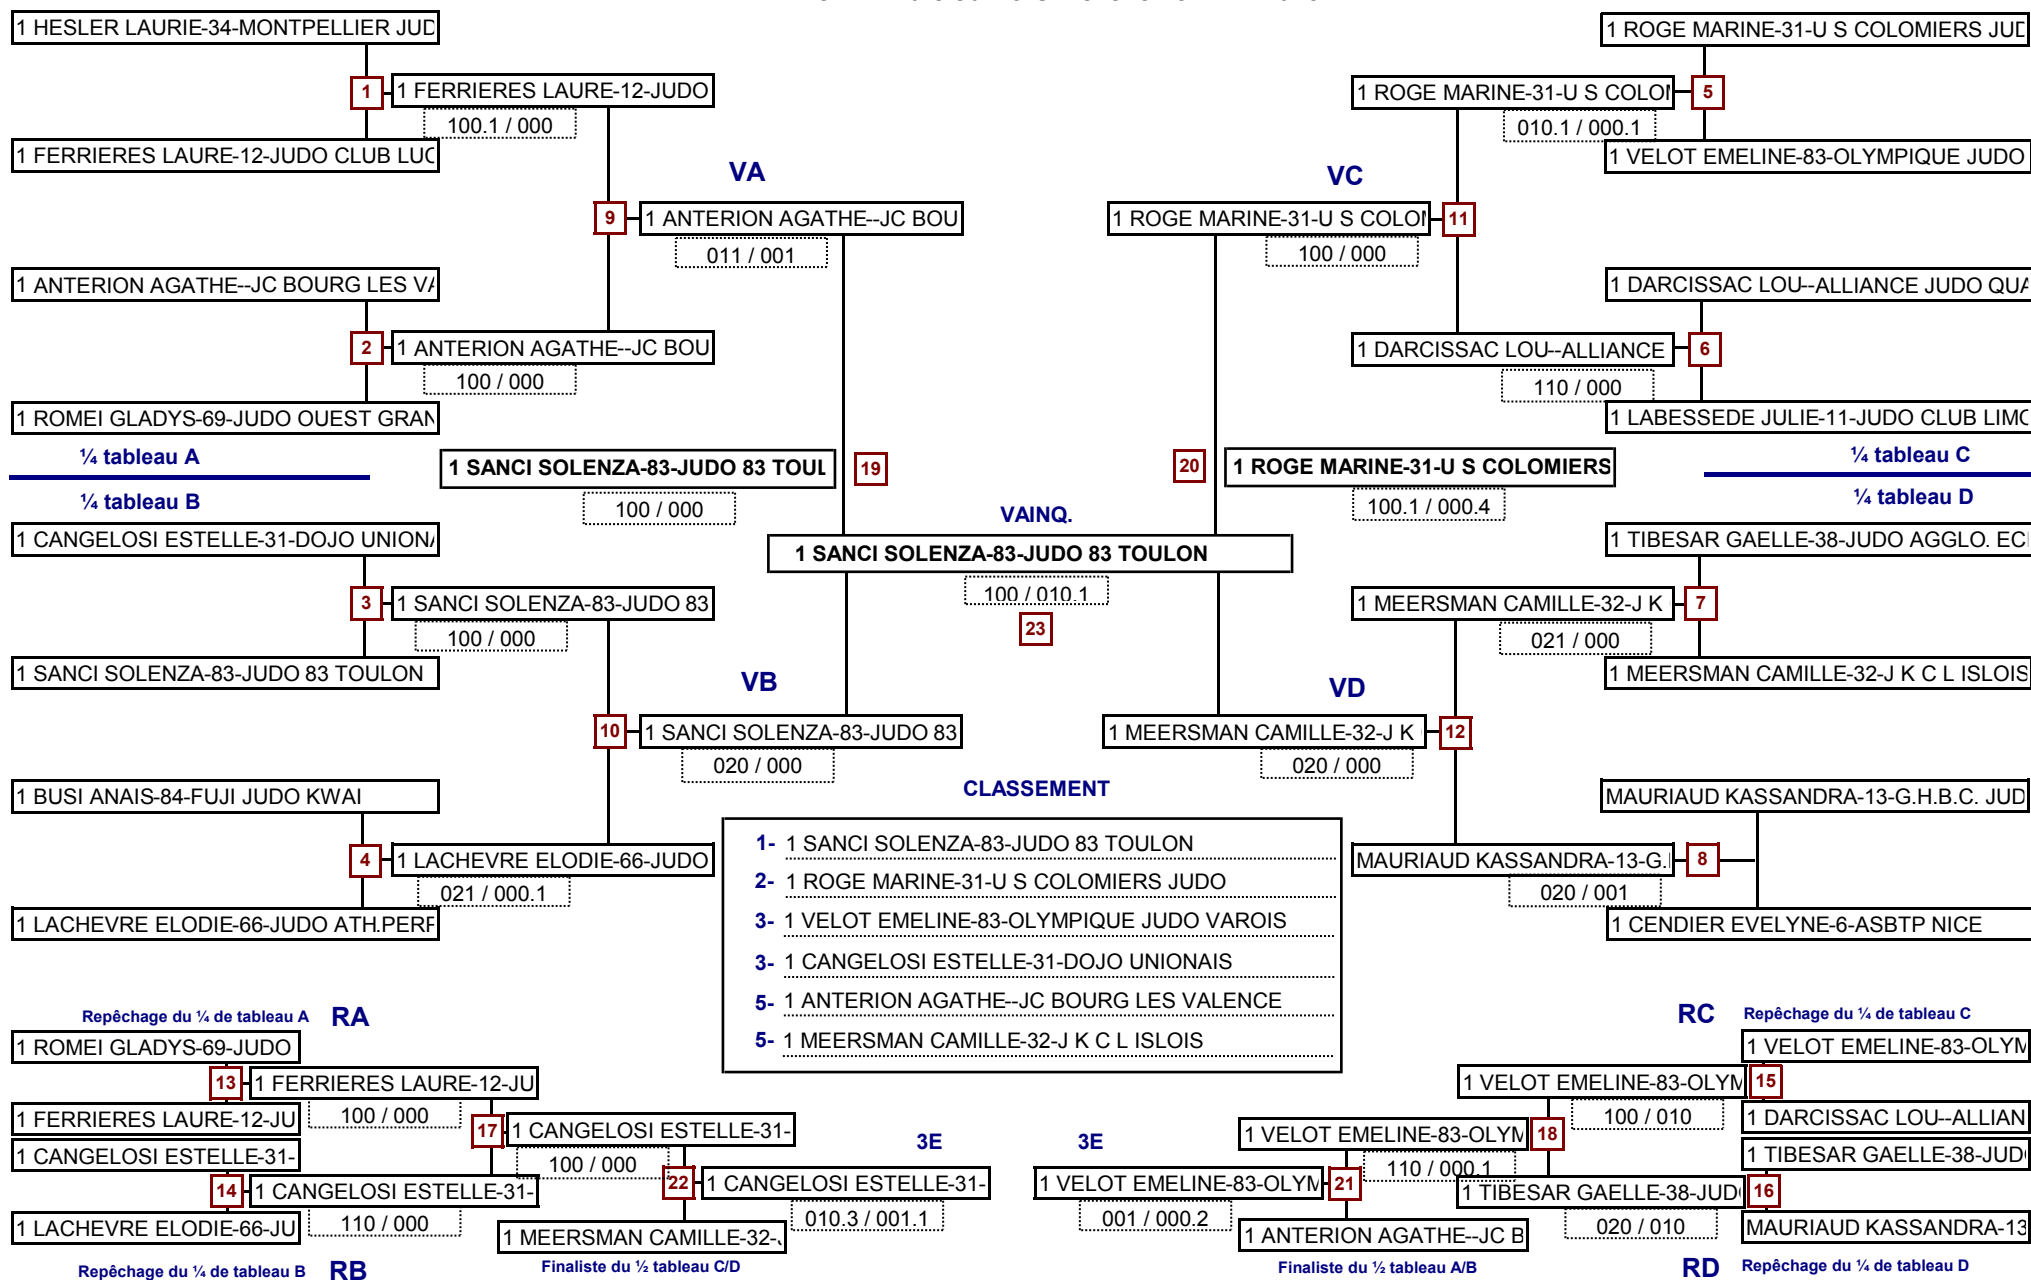 1 HESLER LAURIE-34-MONTPELLIER JUD
1 FERRIERES LAURE-12-JUDO
1
100.1 / 000
1 FERRIERES LAURE-12-JUDO CLUB LUC
VA
9
1 ANTERION AGATHE--JC BOU
011 / 001
1 ANTERION AGATHE--JC BOURG LES VA
2
1 ANTERION AGATHE--JC BOU
100 / 000
1 ROMEI GLADYS-69-JUDO OUEST GRAN
¼ tableau A
¼ tableau B
1 SANCI SOLENZA-83-JUDO 83 TOUL
19
100 / 000
1 CANGELOSI ESTELLE-31-DOJO UNIONA
3
1 SANCI SOLENZA-83-JUDO 83
100 / 000
1 SANCI SOLENZA-83-JUDO 83 TOULON
VB
10
1 SANCI SOLENZA-83-JUDO 83
020 / 000
1 BUSI ANAIS-84-FUJI JUDO KWAI
4
1 LACHEVRE ELODIE-66-JUDO
021 / 000.1
1 LACHEVRE ELODIE-66-JUDO ATH.PERP
VAINQ.
1 SANCI SOLENZA-83-JUDO 83 TOULON
100 / 010.1
23
1 ROGE MARINE-31-U S COLOMIERS JUD
1 ROGE MARINE-31-U S COLOM
5
010.1 / 000.1
1 VELOT EMELINE-83-OLYMPIQUE JUDO
VC
1 ROGE MARINE-31-U S COLOM
11
100 / 000
1 DARCISSAC LOU--ALLIANCE JUDO QUA
1 DARCISSAC LOU--ALLIANCE
6
110 / 000
1 LABESSEDE JULIE-11-JUDO CLUB LIMO
20
1 ROGE MARINE-31-U S COLOMIERS
100.1 / 000.4
¼ tableau C
¼ tableau D
1 TIBESAR GAELLE-38-JUDO AGGLO. EC
1 MEERSMAN CAMILLE-32-J K
7
021 / 000
1 MEERSMAN CAMILLE-32-J K C L ISLOIS
VD
1 MEERSMAN CAMILLE-32-J K
12
020 / 000
MAURIAUD KASSANDRA-13-G.H.B.C. JUD
MAURIAUD KASSANDRA-13-G.
8
020 / 001
1 CENDIER EVELYNE-6-ASBTP NICE
CLASSEMENT
1- 1 SANCI SOLENZA-83-JUDO 83 TOULON
2- 1 ROGE MARINE-31-U S COLOMIERS JUDO
3- 1 VELOT EMELINE-83-OLYMPIQUE JUDO VAROIS
3- 1 CANGELOSI ESTELLE-31-DOJO UNIONAIS
5- 1 ANTERION AGATHE--JC BOURG LES VALENCE
5- 1 MEERSMAN CAMILLE-32-J K C L ISLOIS
Repêchage du ¼ de tableau A RA
1 ROMEI GLADYS-69-JUDO
13
1 FERRIERES LAURE-12-JU
100 / 000
1 FERRIERES LAURE-12-JU
1 CANGELOSI ESTELLE-31-
14
1 CANGELOSI ESTELLE-31-
110 / 000
1 LACHEVRE ELODIE-66-JU
Repêchage du ¼ de tableau B RB
17
1 CANGELOSI ESTELLE-31-
100 / 000
22
1 MEERSMAN CAMILLE-32-J
Finaliste du ½ tableau C/D
3E
1 CANGELOSI ESTELLE-31-
010.3 / 001.1
3E
1 VELOT EMELINE-83-OLYM
001 / 000.2
21
1 VELOT EMELINE-83-OLYM
18
110 / 000.1
1 ANTERION AGATHE--JC B
Finaliste du ½ tableau A/B
RC Repêchage du ¼ de tableau C
1 VELOT EMELINE-83-OLYM
1 VELOT EMELINE-83-OLYM
15
100 / 010
1 DARCISSAC LOU--ALLIAN
1 TIBESAR GAELLE-38-JUD
1 TIBESAR GAELLE-38-JUD
16
020 / 010
MAURIAUD KASSANDRA-13
RD Repêchage du ¼ de tableau D